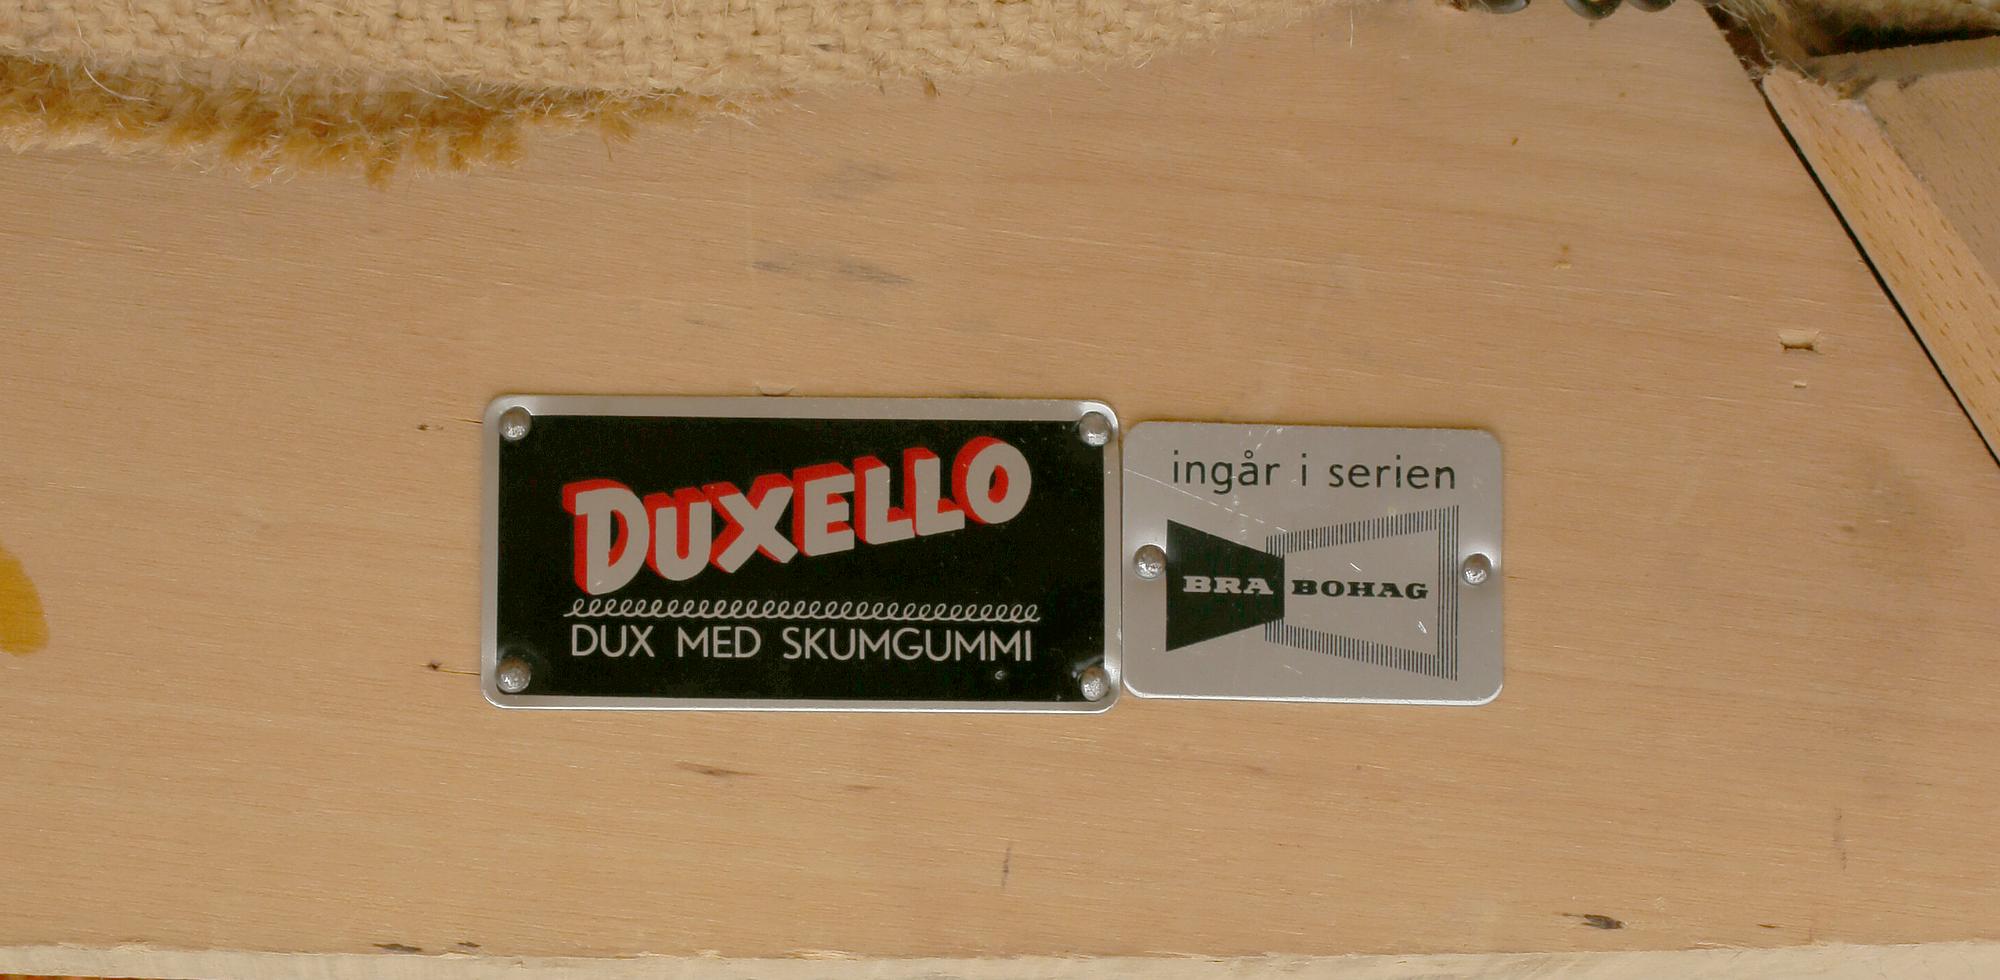 DUXELLO
DUX MED SKUMGUMMI
ingår i serien
BRA BOHAG